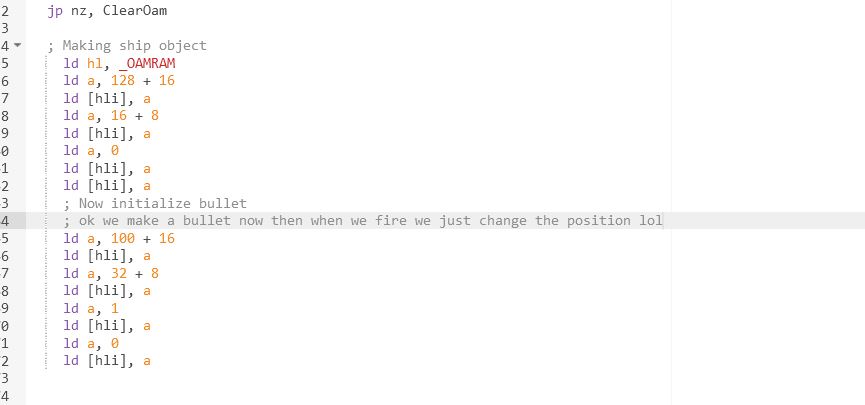 2 jp nz, ClearOam
3
4 ; Making ship object
5 ld hl, _OAMRAM
6 ld a, 128 + 16
7 ld [hli], a
8 ld a, 16 + 8
9 ld [hli], a
0 ld a, 0
1 ld [hli], a
2 ld [hli], a
3 ; Now initialize bullet
4 ; ok we make a bullet now then when we fire we just change the position lol
5 ld a, 100 + 16
6 ld [hli], a
7 ld a, 32 + 8
8 ld [hli], a
9 ld a, 1
0 ld [hli], a
1 ld a, 0
2 ld [hli], a
3
4